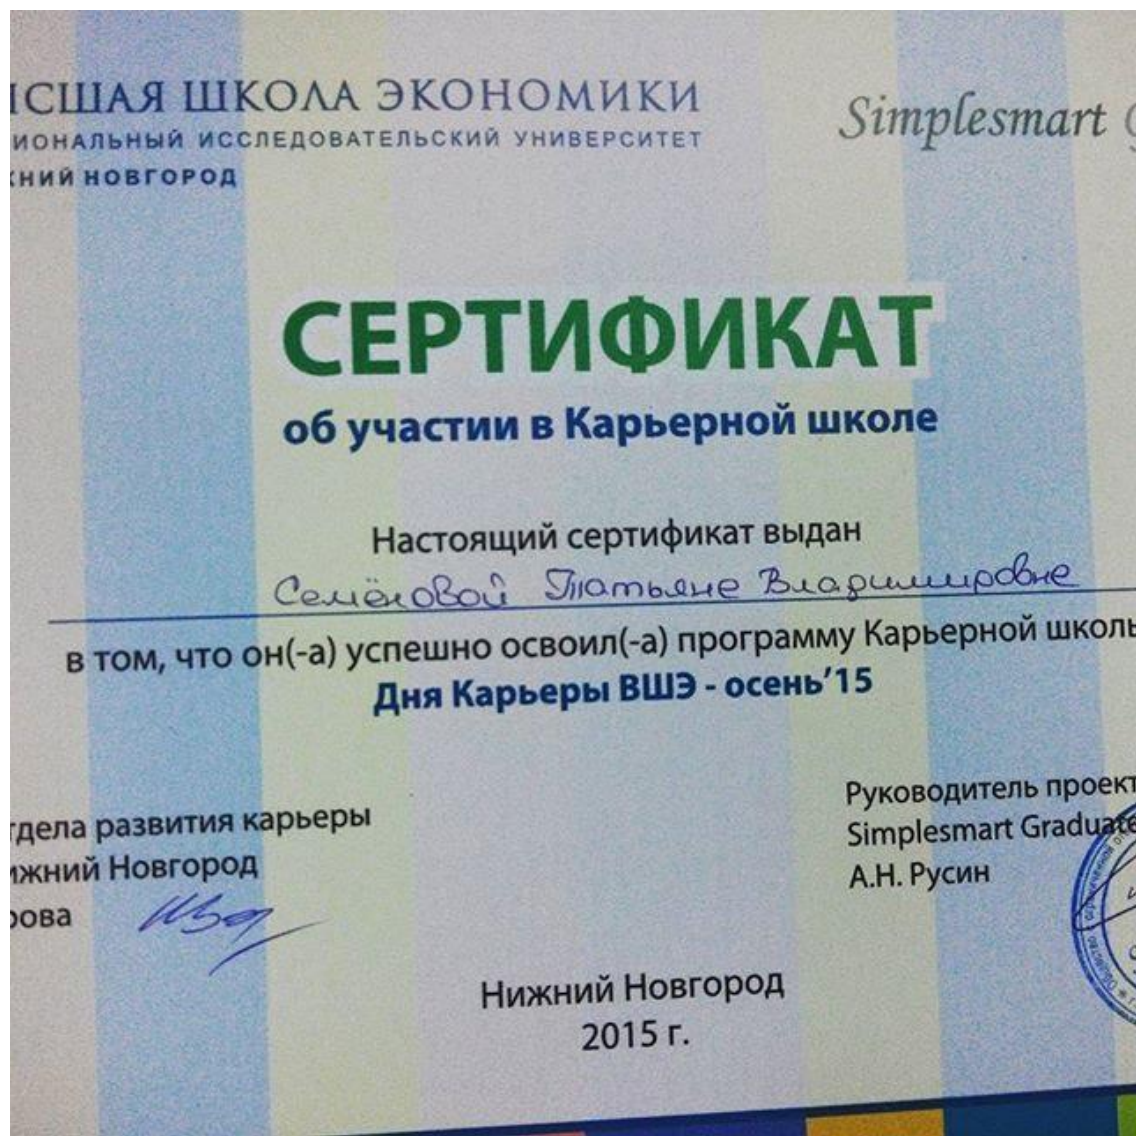 ЫСШАЯ ШКОЛА ЭКОНОМИКИ
ИОНАЛЬНЫЙ ИССЛЕДОВАТЕЛЬСКИЙ УНИВЕРСИТЕТ
НИЙ НОВГОРОД
Simplesmart
СЕРТИФИКАТ
об участии в Карьерной школе
Настоящий сертификат выдан
Семёновой Татьяне Владимировне
в том, что он(-а) успешно освоил(-а) программу Карьерной школы
Дня Карьеры ВШЭ - осень'15
тдела развития карьеры
ижний Новгород
рова
Руководитель проект
Simplesmart Graduate
А.Н. Русин
Нижний Новгород
2015 г.